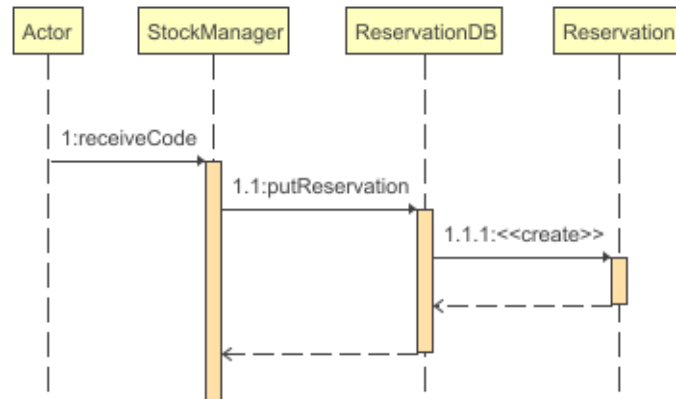 Actor
StockManager
ReservationDB
Reservation
1:receiveCode
1.1:putReservation
1.1.1:<<create>>